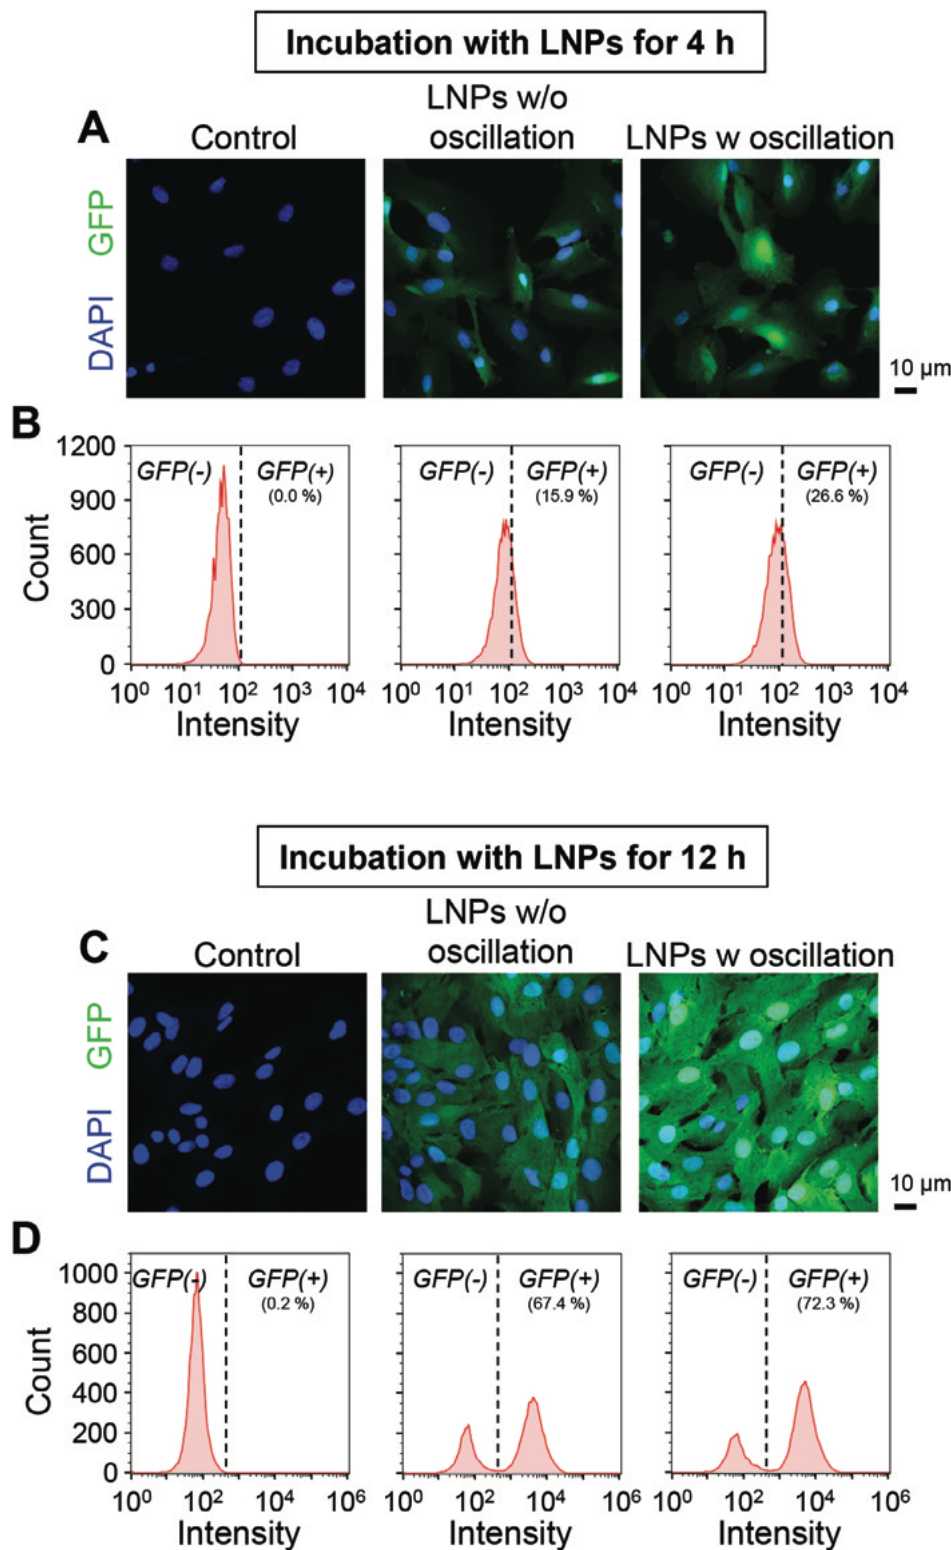 Incubation with LNPs for 4 h
A
Control
LNPs w/o
oscillation
LNPs w oscillation
DAPI GFP
10 µm
B
Count
1200
900
600
300
0
GFP(-) GFP(+)
(0.0 %)
10⁰ 10¹ 10² 10³ 10⁴
Intensity
GFP(-) GFP(+)
(15.9 %)
10⁰ 10¹ 10² 10³ 10⁴
Intensity
GFP(-) GFP(+)
(26.6 %)
10⁰ 10¹ 10² 10³ 10⁴
Intensity
Incubation with LNPs for 12 h
C
Control
LNPs w/o
oscillation
LNPs w oscillation
DAPI GFP
10 µm
D
Count
1000
800
600
400
200
0
GFP(-) GFP(+)
(0.2 %)
10⁰ 10² 10⁴ 10⁶
Intensity
GFP(-) GFP(+)
(67.4 %)
10⁰ 10² 10⁴ 10⁶
Intensity
GFP(-) GFP(+)
(72.3 %)
10⁰ 10² 10⁴ 10⁶
Intensity